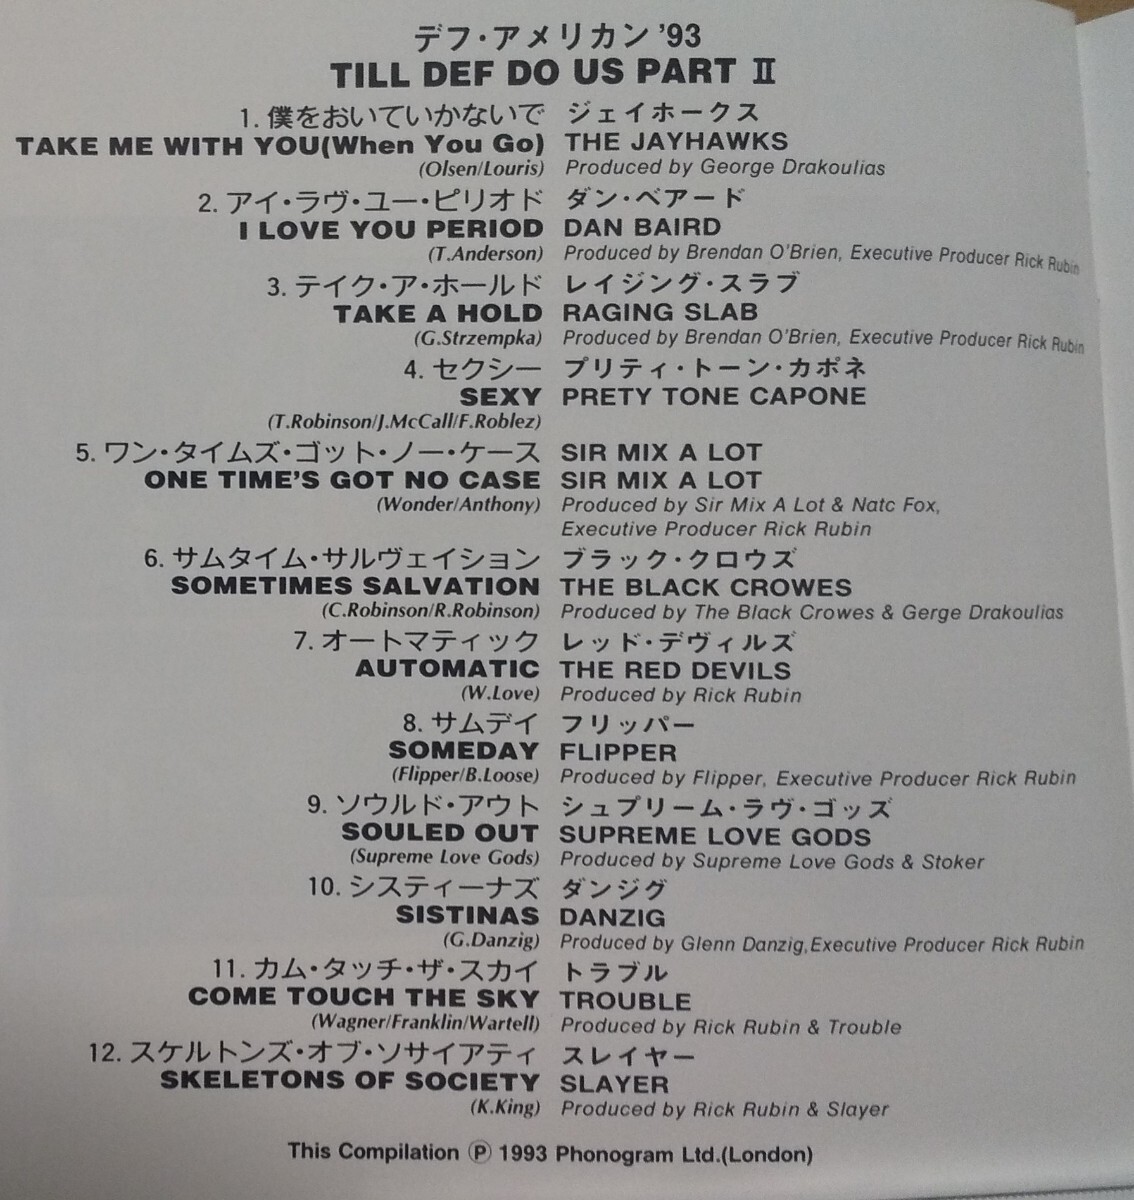 デフ・アメリカン '93
TILL DEF DO US PART Ⅱ
1. 僕をおいていかないで ジェイホークス
TAKE ME WITH YOU(When You Go) THE JAYHAWKS
(Olsen/Louris) Produced by George Drakoulias
2. アイ・ラヴ・ユー・ピリオド ダン・ベアード
I LOVE YOU PERIOD DAN BAIRD
(T.Anderson) Produced by Brendan O'Brien, Executive Producer Rick Rubin
3. テイク・ア・ホールド レイジング・スラブ
TAKE A HOLD RAGING SLAB
(G.Strzempka) Produced by Brendan O'Brien, Executive Producer Rick Rubin
4. セクシー プリティ・トーン・カポネ
SEXY PRETY TONE CAPONE
(T.Robinson/J.McCall/F.Roblez)
5. ワン・タイムズ・ゴット・ノー・ケース SIR MIX A LOT
ONE TIME'S GOT NO CASE SIR MIX A LOT
(Wonder/Anthony) Produced by Sir Mix A Lot & Natc Fox,
Executive Producer Rick Rubin
6. サムタイム・サルヴェイション ブラック・クロウズ
SOMETIMES SALVATION THE BLACK CROWES
(C.Robinson/R.Robinson) Produced by The Black Crowes & Gerge Drakoulias
7. オートマティック レッド・デヴィルズ
AUTOMATIC THE RED DEVILS
(W.Love) Produced by Rick Rubin
8. サムデイ フリッパー
SOMEDAY FLIPPER
(Flipper/B.Loose) Produced by Flipper, Executive Producer Rick Rubin
9. ソウルド・アウト シュプリーム・ラヴ・ゴッズ
SOULED OUT SUPREME LOVE GODS
(Supreme Love Gods) Produced by Supreme Love Gods & Stoker
10. システィーナズ ダンジグ
SISTINAS DANZIG
(G.Danzig) Produced by Glenn Danzig,Executive Producer Rick Rubin
11. カム・タッチ・ザ・スカイ トラブル
COME TOUCH THE SKY TROUBLE
(Wagner/Franklin/Wartell) Produced by Rick Rubin & Trouble
12. スケルトンズ・オブ・ソサイアティ スレイヤー
SKELETONS OF SOCIETY SLAYER
(K.King) Produced by Rick Rubin & Slayer
This Compilation Ⓟ 1993 Phonogram Ltd.(London)